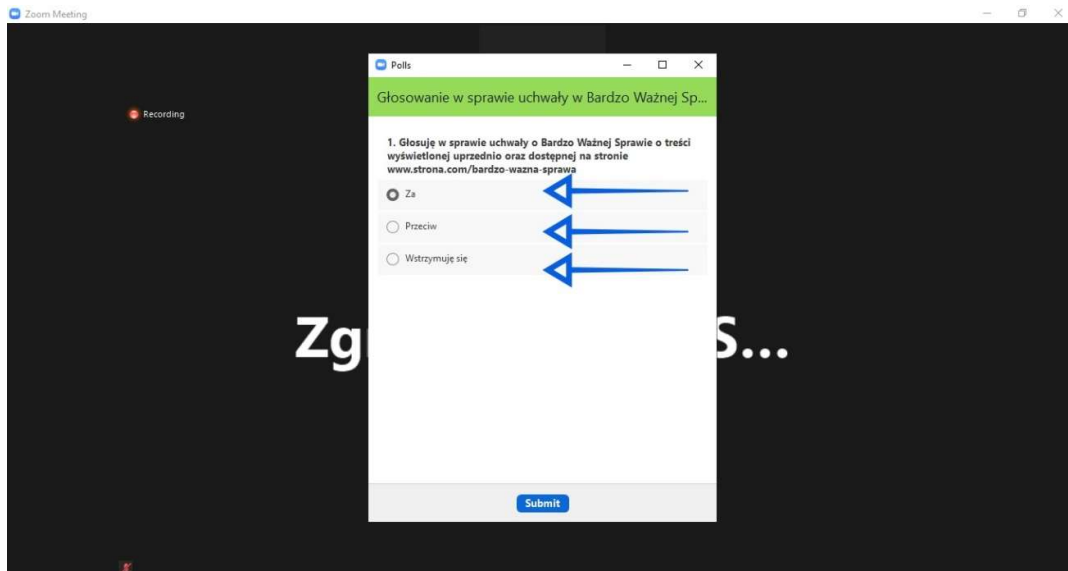 Zoom Meeting
Polls
Głosowanie w sprawie uchwały w Bardzo Ważnej Sp...
Recording
1. Głosuję w sprawie uchwały o Bardzo Ważnej Sprawie o treści
wyświetlonej uprzednio oraz dostępnej na stronie
www.strona.com/bardzo-wazna-sprawa
Za
Przeciw
Wstrzymuję się
S...
Submit